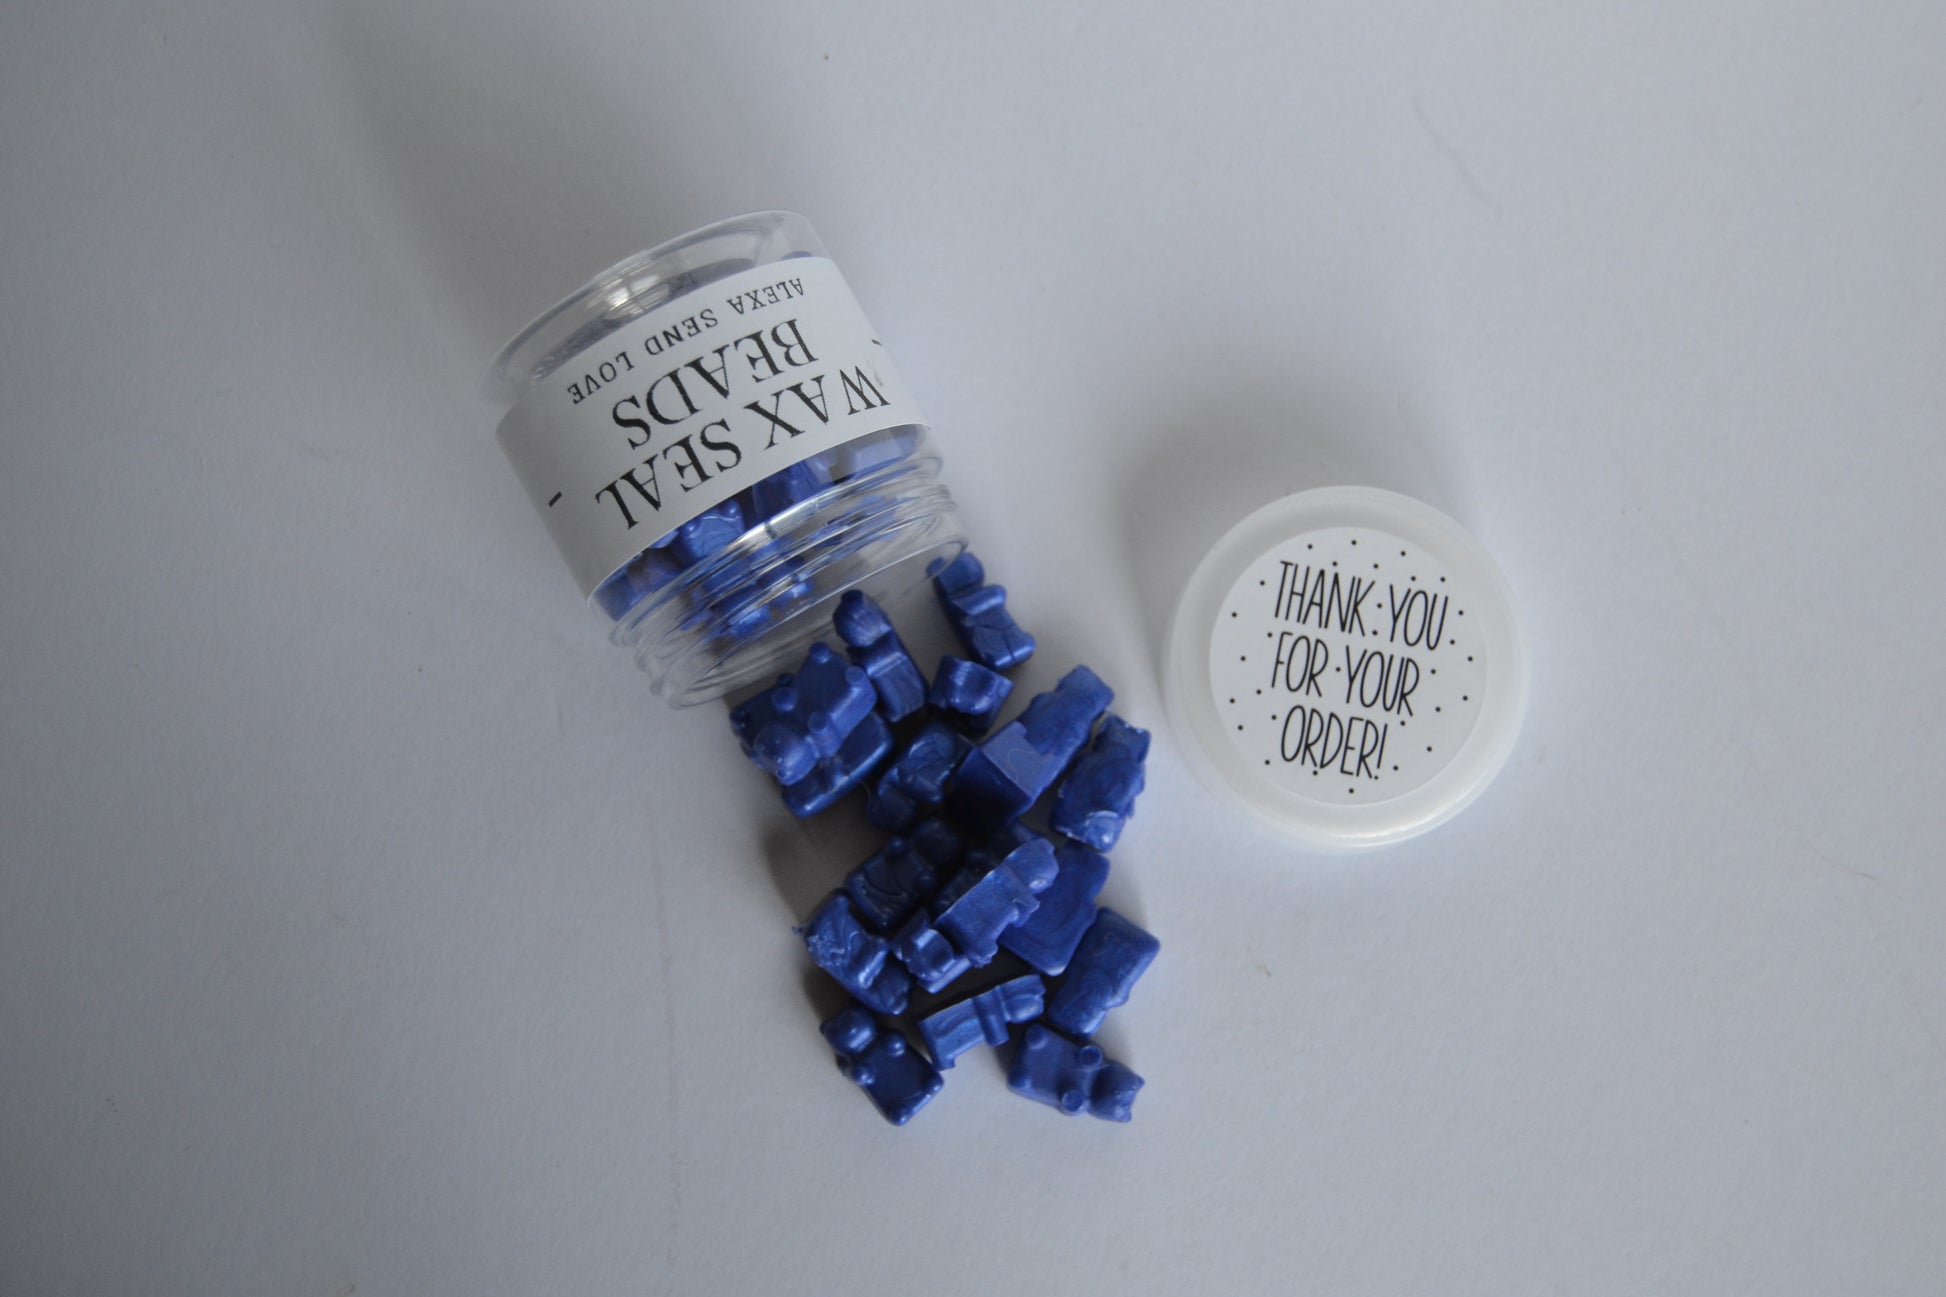 WAX SEAL
BEADS
ALEXA SEND LOVE
THANK YOU
FOR YOUR
ORDER!